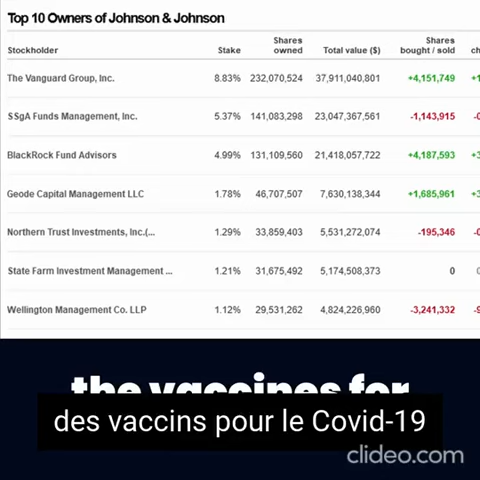 Top 10 Owners of Johnson & Johnson
Stockholder Stake Shares owned Total value ($) Shares bought / sold
The Vanguard Group, Inc. 8.83% 232,070,524 37,911,040,801 +4,151,749
SSgA Funds Management, Inc. 5.37% 141,083,298 23,047,367,561 -1,143,915
BlackRock Fund Advisors 4.99% 131,109,560 21,418,057,722 +4,187,593
Geode Capital Management LLC 1.78% 46,707,507 7,630,138,344 +1,685,961
Northern Trust Investments, Inc.(... 1.29% 33,859,403 5,531,272,074 -195,346
State Farm Investment Management ... 1.21% 31,675,492 5,174,508,373 0
Wellington Management Co. LLP 1.12% 29,531,262 4,824,226,960 -3,241,332
the vaccines for
des vaccins pour le Covid-19
clideo.com